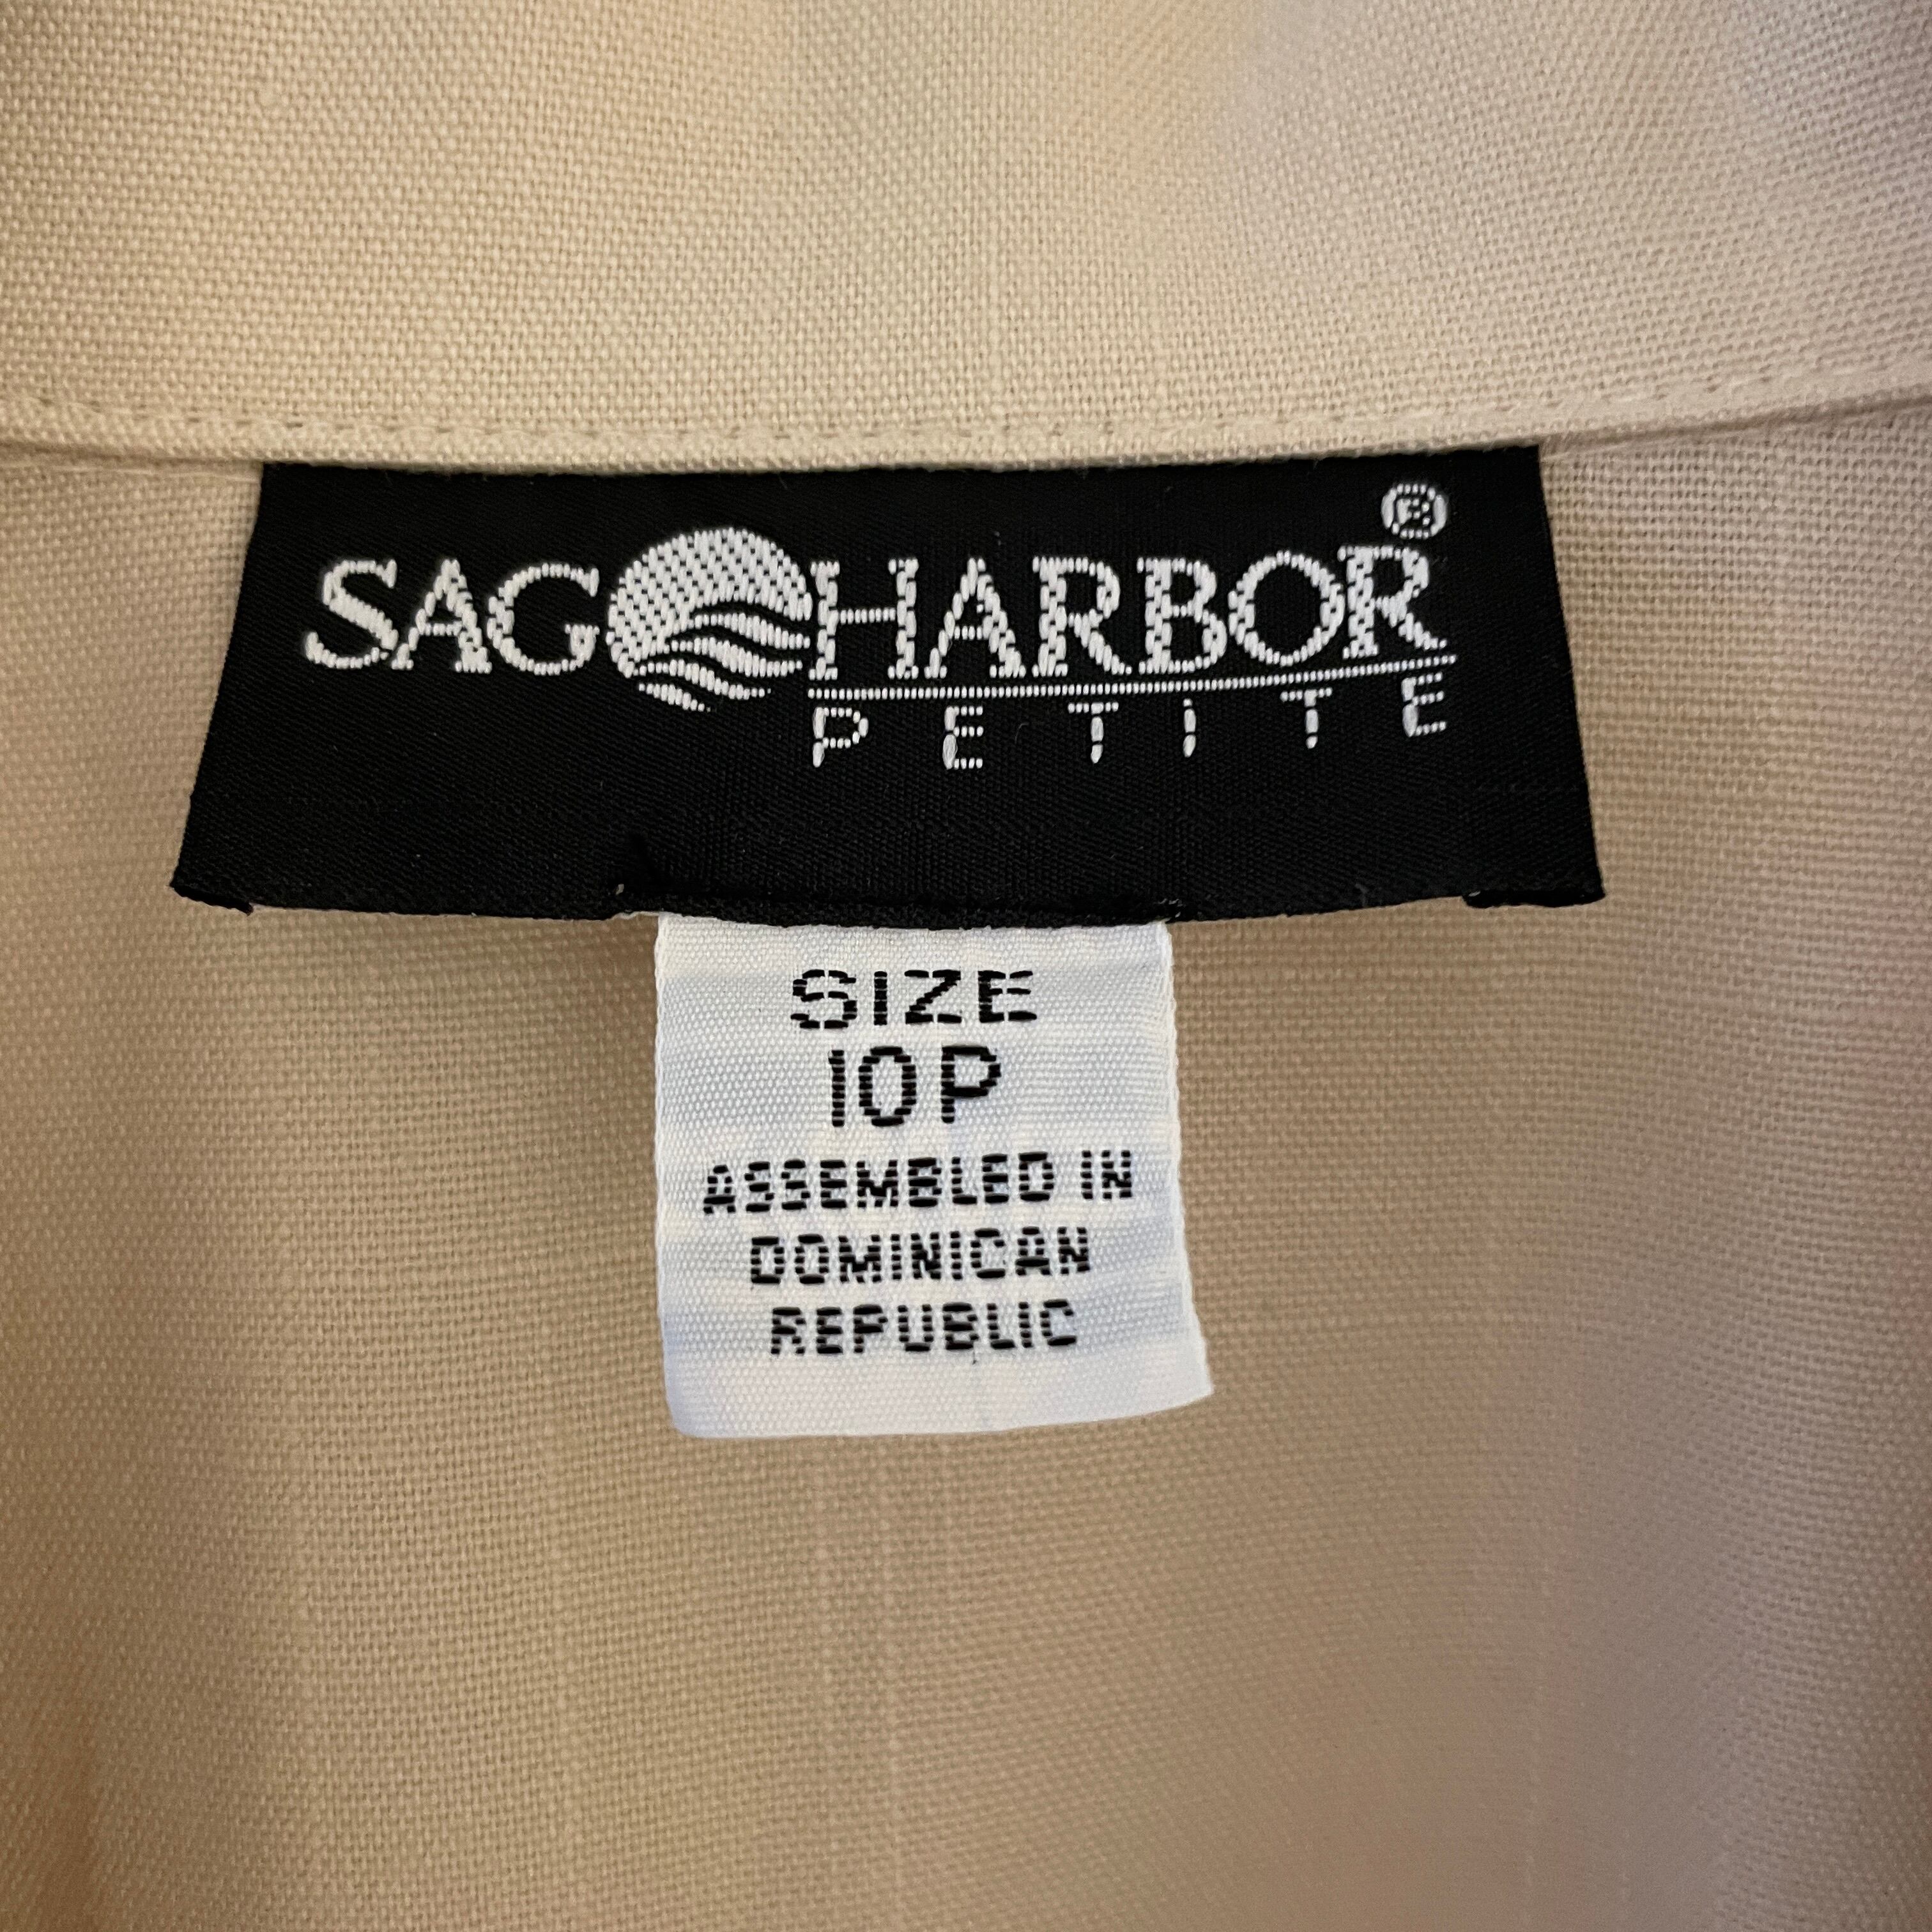 SAG HARBOR®
PETITE
SIZE
10P
ASSEMBLED IN
DOMINICAN
REPUBLIC